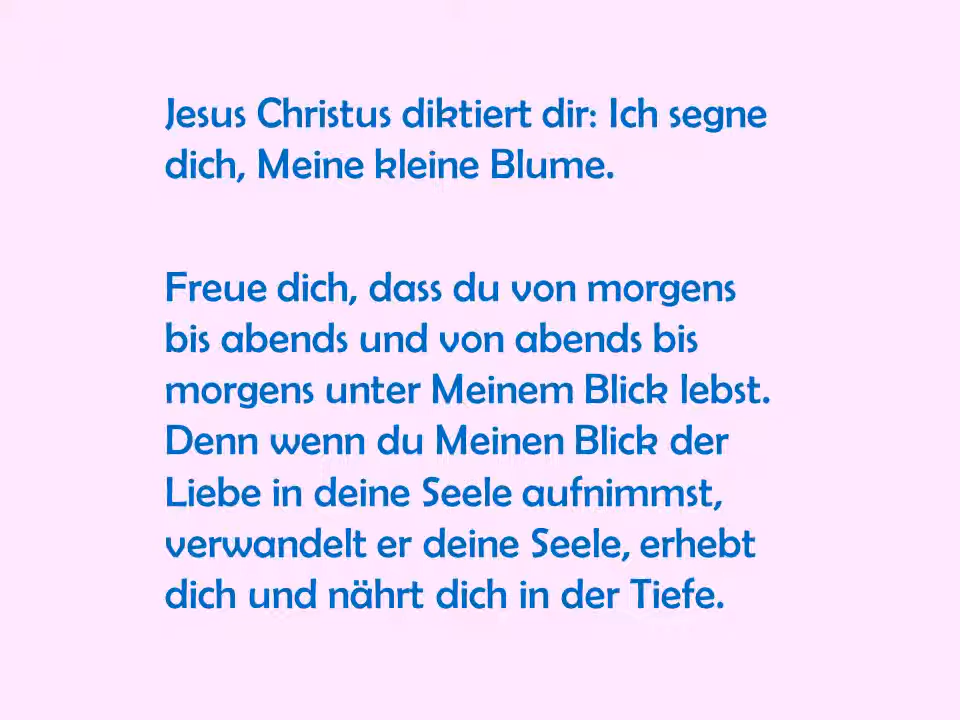 Jesus Christus diktiert dir: Ich segne
dich, Meine kleine Blume.
Freue dich, dass du von morgens
bis abends und von abends bis
morgens unter Meinem Blick lebst.
Denn wenn du Meinen Blick der
Liebe in deine Seele aufnimmst,
verwandelt er deine Seele, erhebt
dich und nährt dich in der Tiefe.